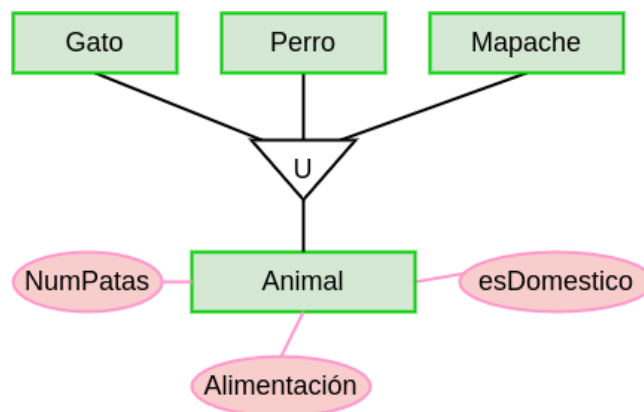 Gato
Perro
Mapache
U
NumPatas
Animal
esDomestico
Alimentación